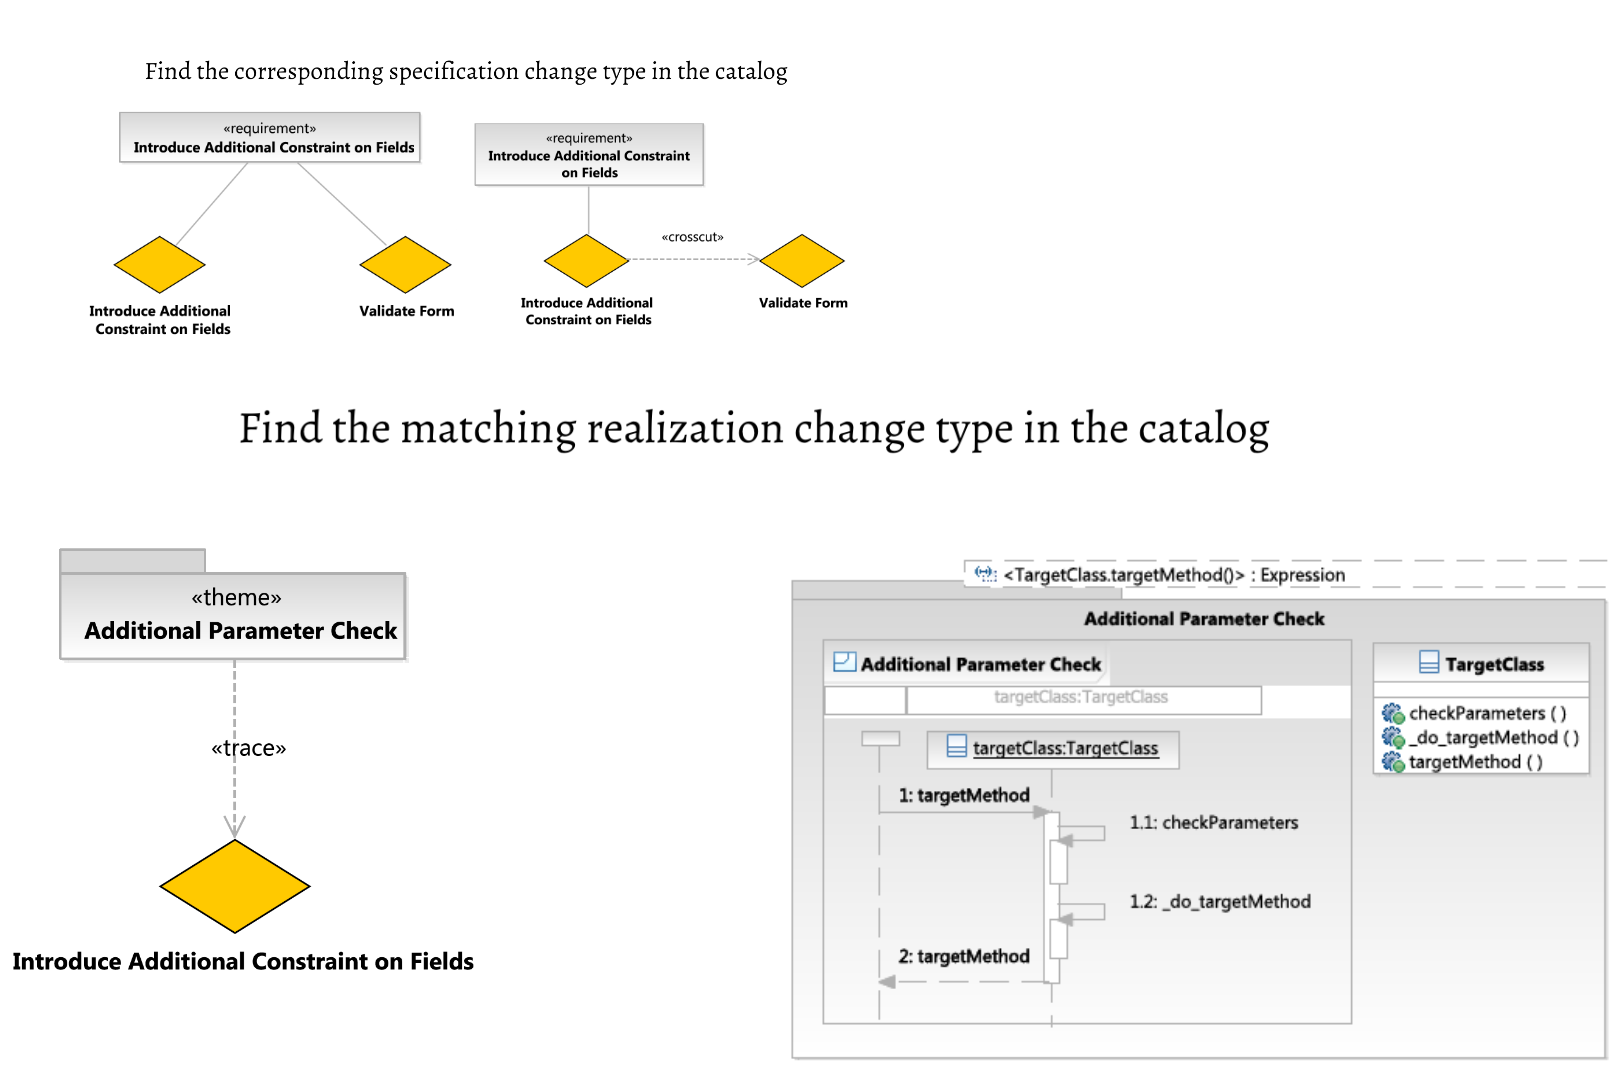 Find the corresponding specification change type in the catalog
«requirement»
Introduce Additional Constraint on Fields
«requirement»
Introduce Additional Constraint
on Fields
«crosscut»
Introduce Additional
Constraint on Fields
Validate Form
Introduce Additional
Constraint on Fields
Validate Form
Find the matching realization change type in the catalog
«theme»
Additional Parameter Check
«trace»
Introduce Additional Constraint on Fields
<TargetClass.targetMethod()> : Expression
Additional Parameter Check
Additional Parameter Check
targetClass:TargetClass
targetClass:TargetClass
1: targetMethod
1.1: checkParameters
1.2: _do_targetMethod
2: targetMethod
TargetClass
checkParameters ( )
_do_targetMethod ( )
targetMethod ( )